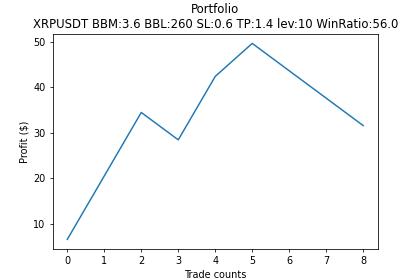 Portfolio
XRPUSDT BBM:3.6 BBL:260 SL:0.6 TP:1.4 lev:10 WinRatio:56.0
Profit ($)
50
40
30
20
10
0 1 2 3 4 5 6 7 8
Trade counts